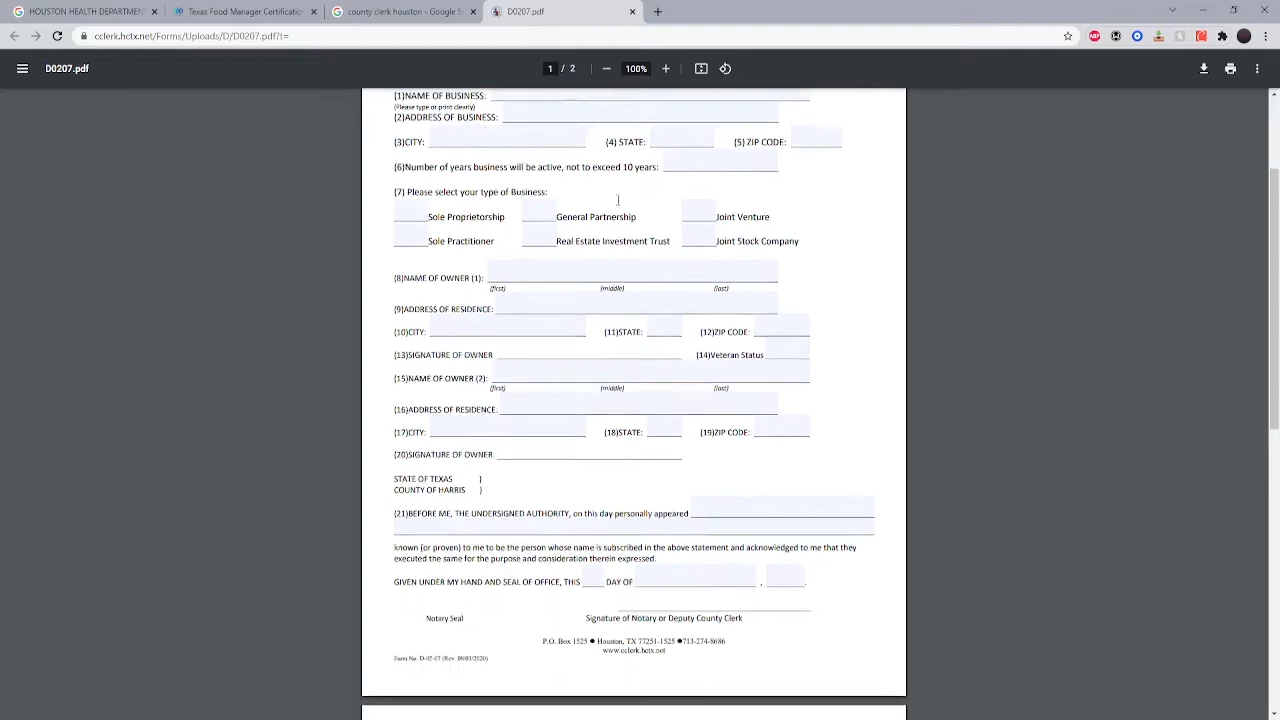 HOUSTON HEALTH DEPARTMENT
Texas Food Manager Certification
county clerk houston - Google S
D0207.pdf
cclerk.hctx.net/Forms/Uploads/D/D0207.pdf?t=
D0207.pdf
1 / 2
100%
(1)NAME OF BUSINESS:
(Please type or print clearly)
(2)ADDRESS OF BUSINESS:
(3)CITY: (4) STATE: (5) ZIP CODE:
(6)Number of years business will be active, not to exceed 10 years:
(7) Please select your type of Business:
Sole Proprietorship General Partnership Joint Venture
Sole Practitioner Real Estate Investment Trust Joint Stock Company
(8)NAME OF OWNER (1):
(first) (middle) (last)
(9)ADDRESS OF RESIDENCE:
(10)CITY: (11)STATE: (12)ZIP CODE:
(13)SIGNATURE OF OWNER (14)Veteran Status
(15)NAME OF OWNER (2):
(first) (middle) (last)
(16)ADDRESS OF RESIDENCE:
(17)CITY: (18)STATE: (19)ZIP CODE:
(20)SIGNATURE OF OWNER
STATE OF TEXAS }
COUNTY OF HARRIS }
(21)BEFORE ME, THE UNDERSIGNED AUTHORITY, on this day personally appeared
known (or proven) to me to be the person whose name is subscribed in the above statement and acknowledged to me that they
executed the same for the purpose and consideration therein expressed.
GIVEN UNDER MY HAND AND SEAL OF OFFICE, THIS DAY OF , .
Notary Seal Signature of Notary or Deputy County Clerk
P.O. Box 1525 ● Houston, TX 77251-1525 ●713-274-8686
www.cclerk.hctx.net
Form No. D-02-07 (Rev. 09/03/2020)